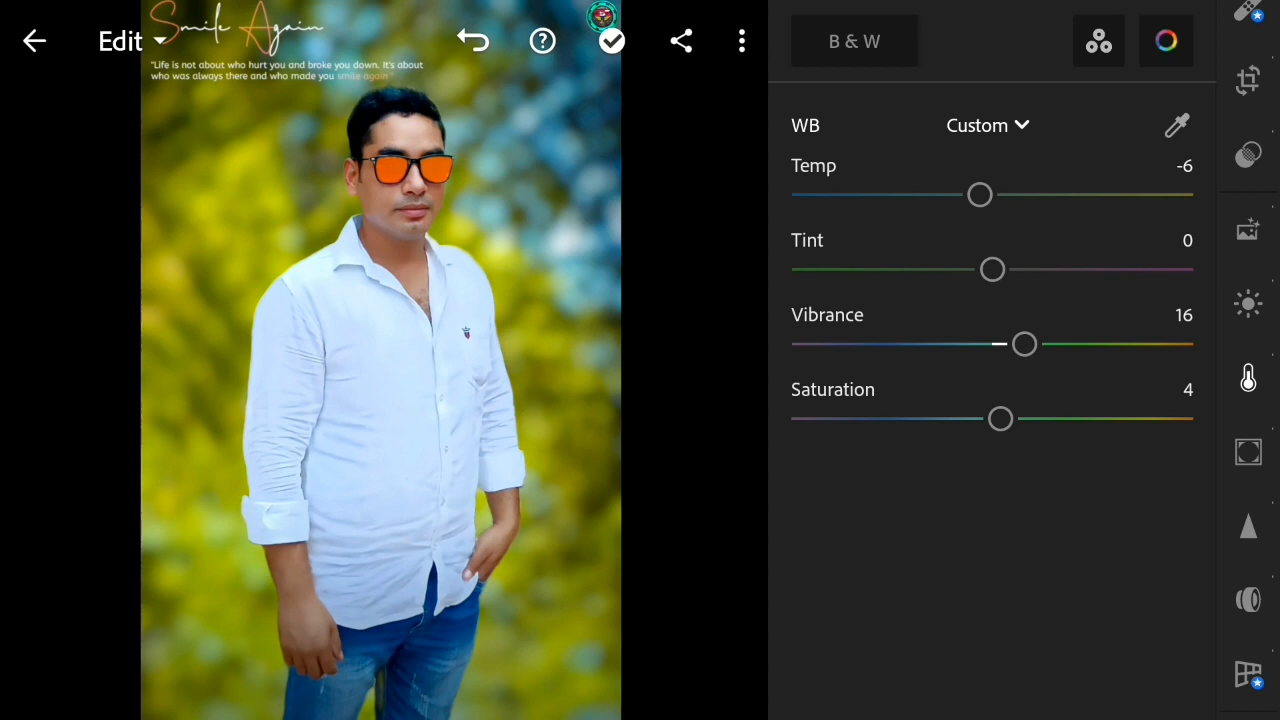 Smile Again
Edit
"Life is not about who hurt you and broke you down. It's about
who was always there and who made you smile again."
B & W
WB
Custom
Temp
-6
Tint
0
Vibrance
16
Saturation
4